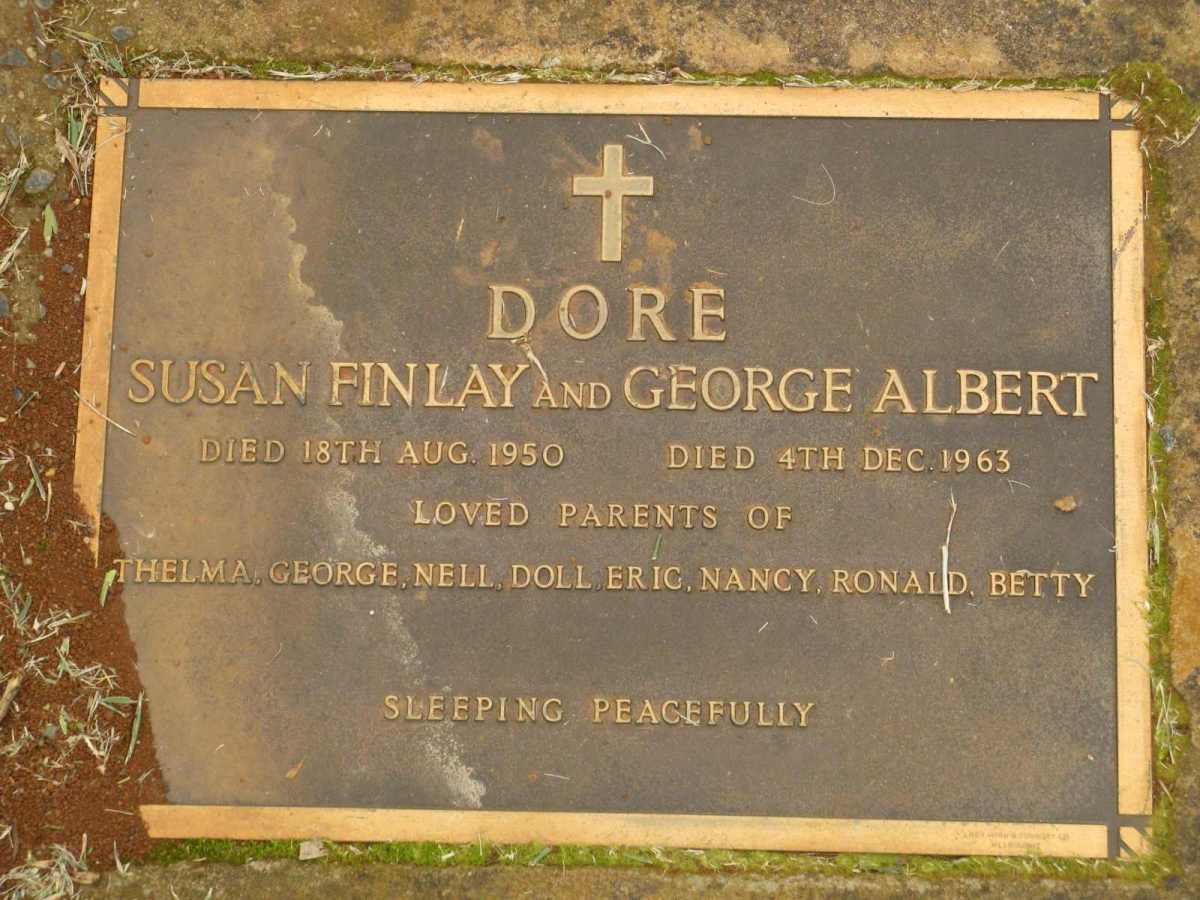 DORE
SUSAN FINLAY AND GEORGE ALBERT
DIED 18TH AUG. 1950 DIED 4TH DEC. 1963
LOVED PARENTS OF
THELMA, GEORGE, NELL, DOLL, ERIC, NANCY, RONALD, BETTY
SLEEPING PEACEFULLY